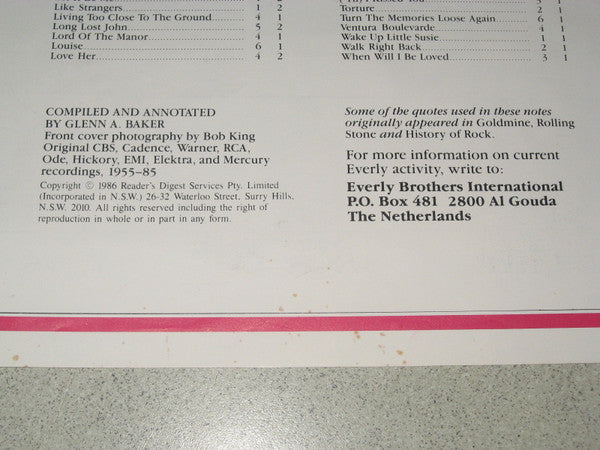 Like Strangers 1 2
Living Too Close To The Ground 4 1
Long Lost John 5 2
Lord Of The Manor 4 1
Louise 6 1
Love Her 4 2
Torture 2 1
Turn The Memories Loose Again 6 1
Ventura Boulevarde 4 1
Wake Up Little Susie 1 1
Walk Right Back 2 1
When Will I Be Loved 3 1
COMPILED AND ANNOTATED
BY GLENN A. BAKER
Front cover photography by Bob King
Original CBS, Cadence, Warner, RCA,
Ode, Hickory, EMI, Elektra, and Mercury
recordings, 1955-85
Copyright © 1986 Reader's Digest Services Pty. Limited
(Incorporated in N.S.W.) 26-32 Waterloo Street, Surry Hills,
N.S.W. 2010. All rights reserved including the right of
reproduction in whole or in part in any form.
Some of the quotes used in these notes
originally appeared in Goldmine, Rolling
Stone and History of Rock.
For more information on current
Everly activity, write to:
Everly Brothers International
P.O. Box 481 2800 Al Gouda
The Netherlands